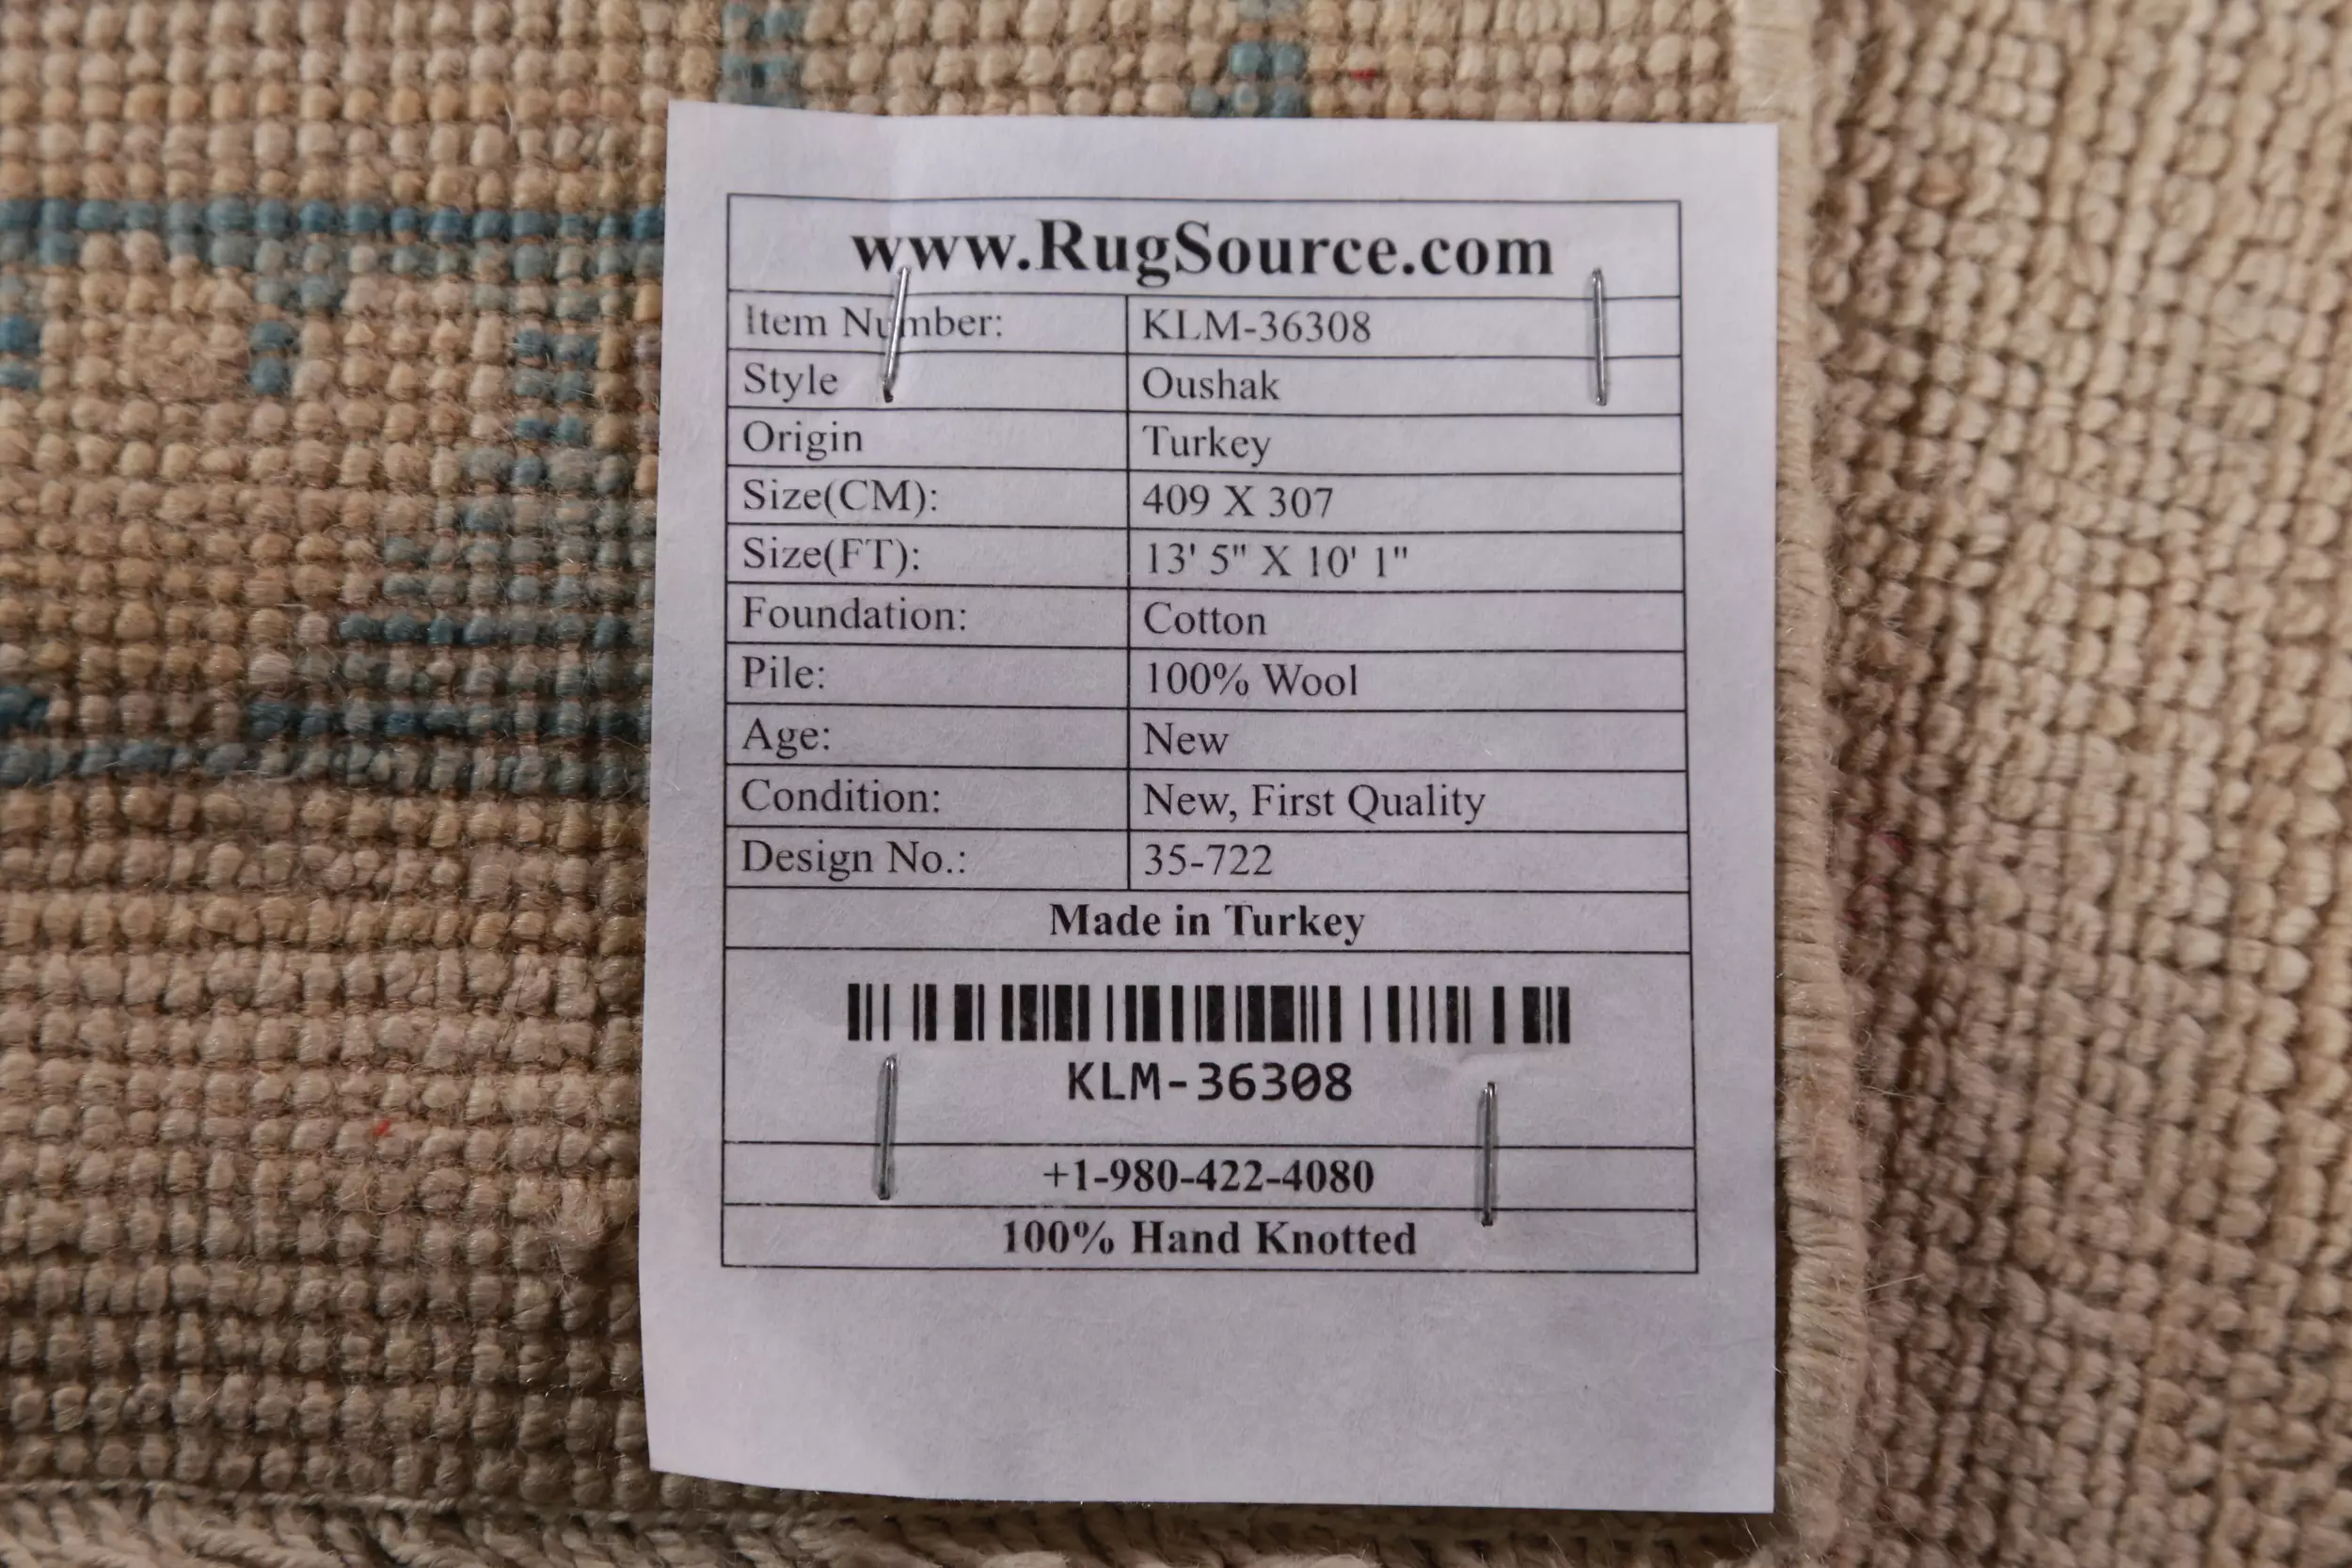 www.RugSource.com
Item Number: KLM-36308
Style Oushak
Origin Turkey
Size(CM): 409 X 307
Size(FT): 13' 5" X 10' 1"
Foundation: Cotton
Pile: 100% Wool
Age: New
Condition: New, First Quality
Design No.: 35-722
Made in Turkey
KLM-36308
+1-980-422-4080
100% Hand Knotted